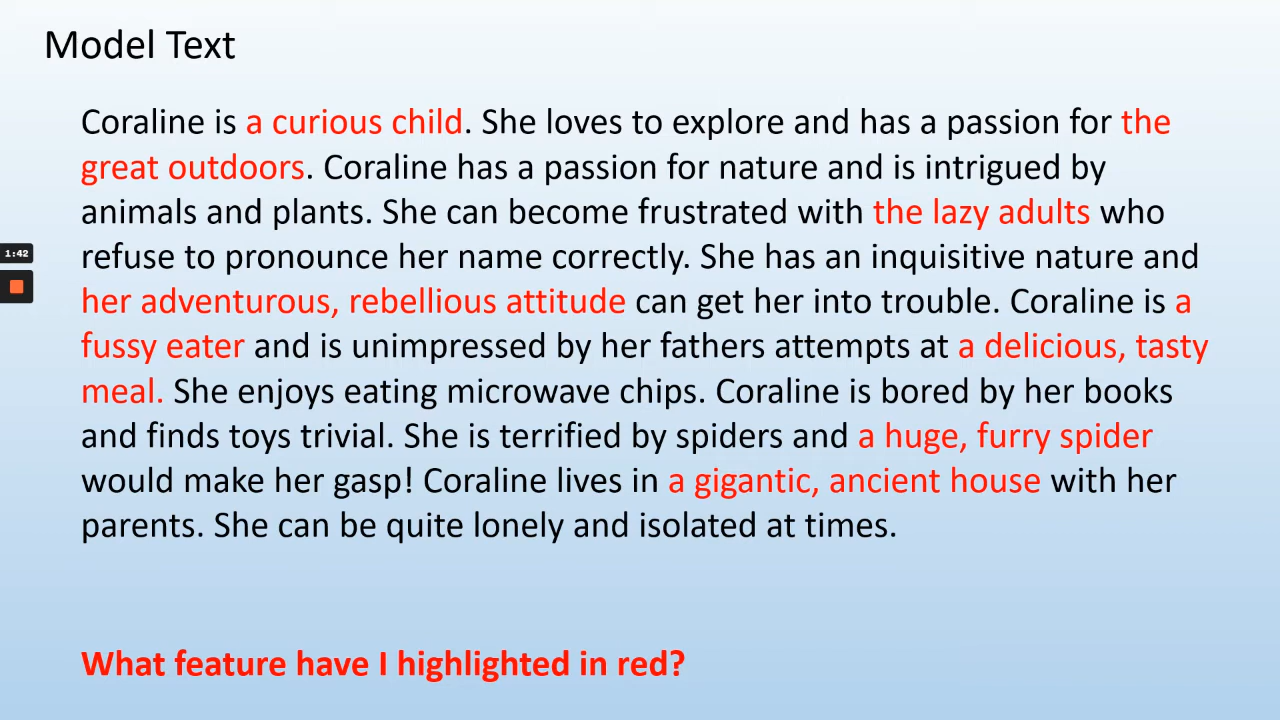 Model Text
Coraline is a curious child. She loves to explore and has a passion for the
great outdoors. Coraline has a passion for nature and is intrigued by
animals and plants. She can become frustrated with the lazy adults who
1:42
refuse to pronounce her name correctly. She has an inquisitive nature and
her adventurous, rebellious attitude can get her into trouble. Coraline is a
fussy eater and is unimpressed by her fathers attempts at a delicious, tasty
meal. She enjoys eating microwave chips. Coraline is bored by her books
and finds toys trivial. She is terrified by spiders and a huge, furry spider
would make her gasp! Coraline lives in a gigantic, ancient house with her
parents. She can be quite lonely and isolated at times.
What feature have I highlighted in red?